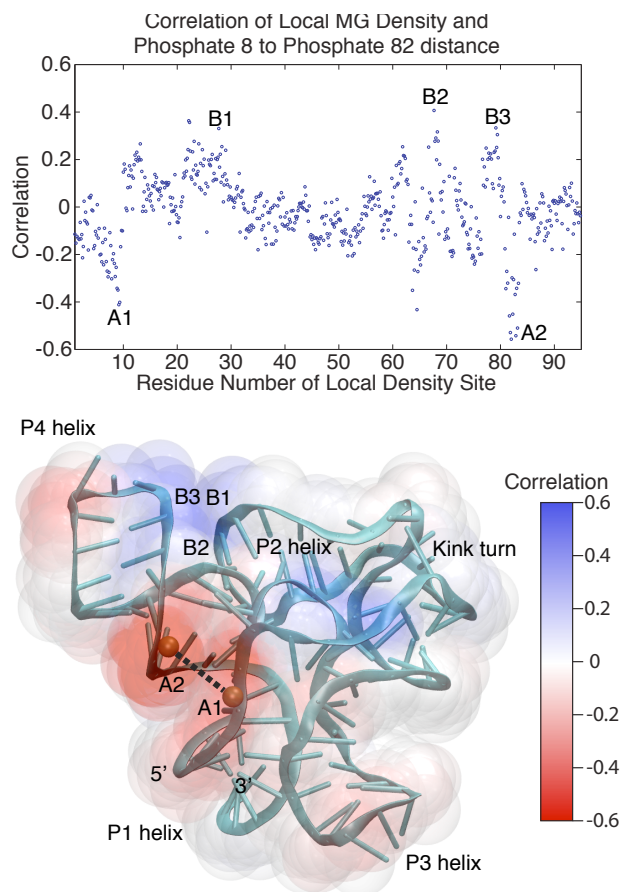 Correlation of Local MG Density and
Phosphate 8 to Phosphate 82 distance
0.6
0.4
0.2
0
-0.2
-0.4
-0.6
Correlation
B1
B2
B3
A1
A2
10 20 30 40 50 60 70 80 90
Residue Number of Local Density Site
P4 helix
B3 B1
B2
P2 helix
Kink turn
A2
A1
5’
3’
P1 helix
P3 helix
Correlation
0.6
0.4
0.2
0
-0.2
-0.4
-0.6